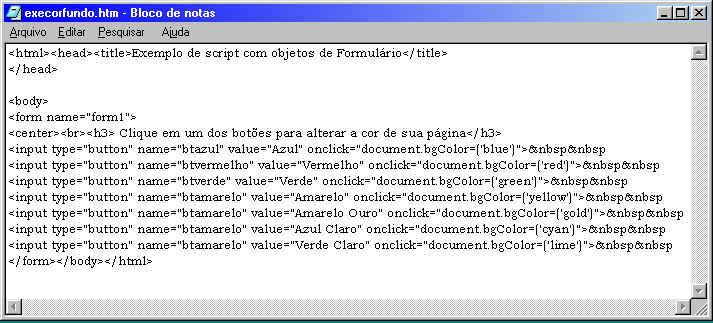 execorfundo.htm - Bloco de notas
Arquivo Editar Pesquisar Ajuda
<html><head><title>Exemplo de script com objetos de Formulário</title>
</head>
<body>
<form name="form1">
<center><br><h3> Clique em um dos botões para alterar a cor de sua página</h3>
<input type="button" name="btazul" value="Azul" onclick="document.bgColor=('blue')">&nbsp&nbsp
<input type="button" name="btvermelho" value="Vermelho" onclick="document.bgColor=('red')">&nbsp&nbsp
<input type="button" name="btverde" value="Verde" onclick="document.bgColor=('green')">&nbsp&nbsp
<input type="button" name="btamarelo" value="Amarelo" onclick="document.bgColor=('yellow')">&nbsp&nbsp
<input type="button" name="btamarelo" value="Amarelo Ouro" onclick="document.bgColor=('gold')">&nbsp&nbsp
<input type="button" name="btamarelo" value="Azul Claro" onclick="document.bgColor=('cyan')">&nbsp&nbsp
<input type="button" name="btamarelo" value="Verde Claro" onclick="document.bgColor=('lime')">&nbsp&nbsp
</form></body></html>